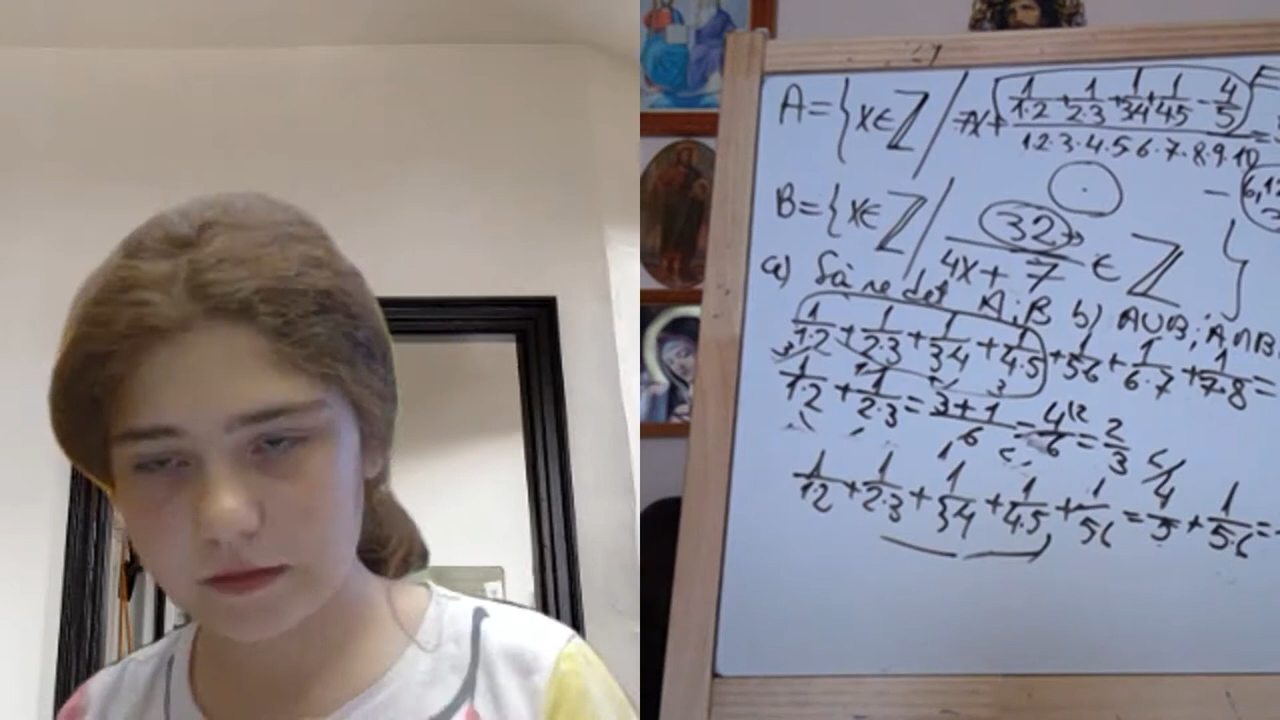 A={x∈ℤ/-7x+(1/1·2+1/2·3+1/3·4+1/4·5-4/5)/1·2·3·4·5·6·7·8·9·10=
B={x∈ℤ/32/4x+7∈ℤ}
a) Să se det A;B b) A∪B; A∩B
1/1·2+1/2·3+1/3·4+1/4·5+1/5·6+1/6·7+1/7·8=
1/1·2+1/2·3=3+1/6=4/6=2/3
1/1·2+1/2·3+1/3·4+1/4·5+1/5·6=4/5+1/5·6=